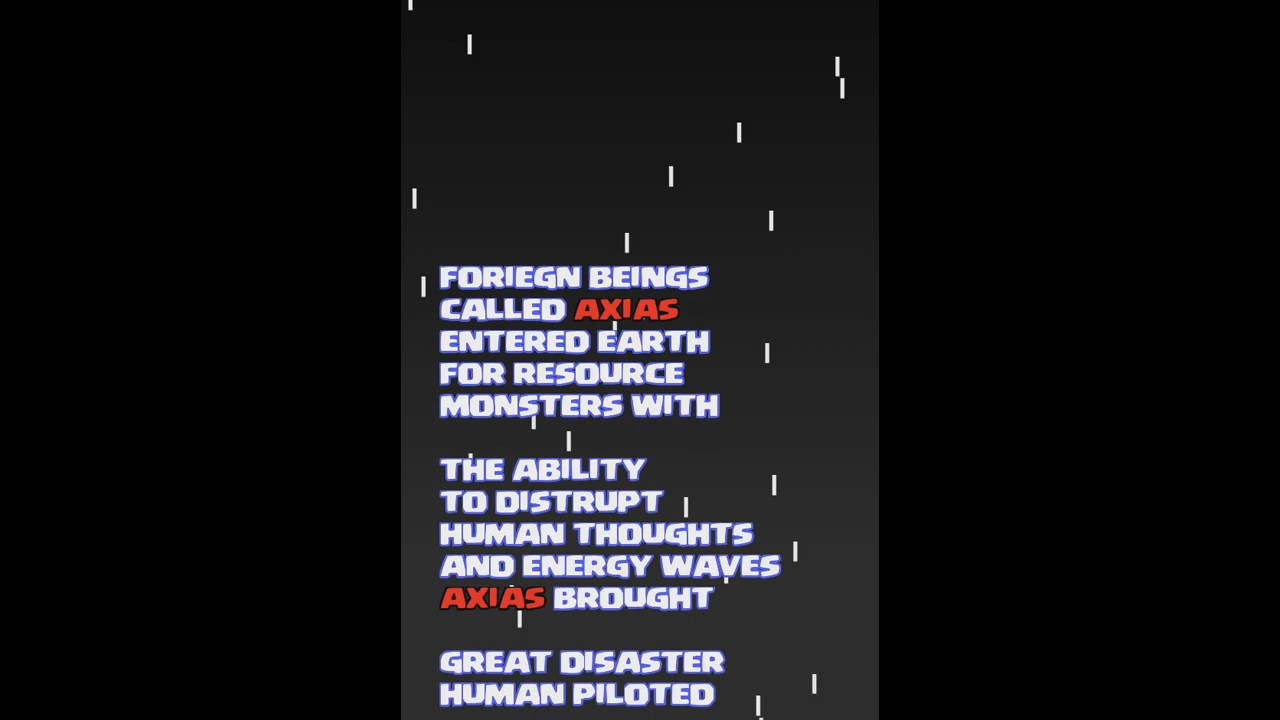 FORIEGN BEINGS
CALLED AXIAS
ENTERED EARTH
FOR RESOURCE
MONSTERS WITH
THE ABILITY
TO DISTRUPT
HUMAN THOUGHTS
AND ENERGY WAVES
AXIAS BROUGHT
GREAT DISASTER
HUMAN PILOTED